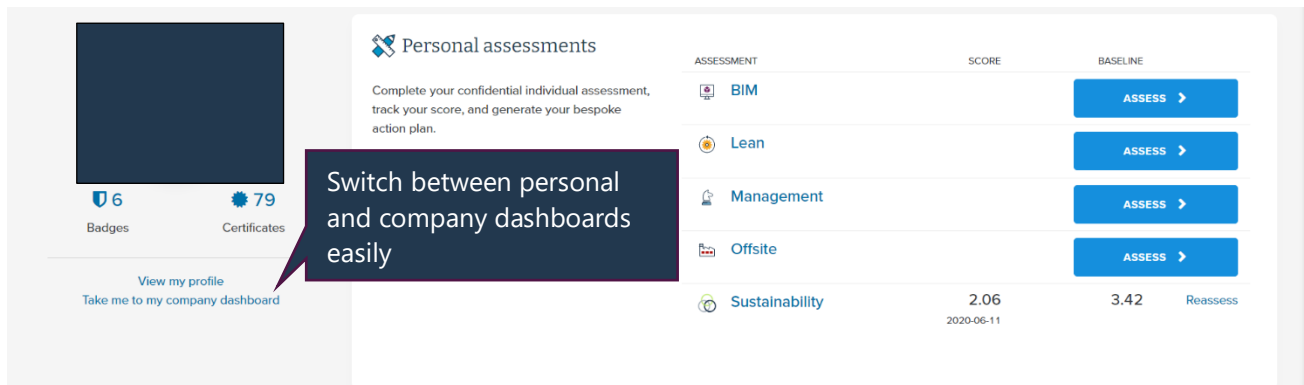 6
Badges
79
Certificates
View my profile
Take me to my company dashboard
Personal assessments
Complete your confidential individual assessment,
track your score, and generate your bespoke
action plan.
Switch between personal
and company dashboards
easily
ASSESSMENT SCORE BASELINE
BIM ASSESS
Lean ASSESS
Management ASSESS
Offsite ASSESS
Sustainability 2.06 3.42 Reassess
2020-06-11